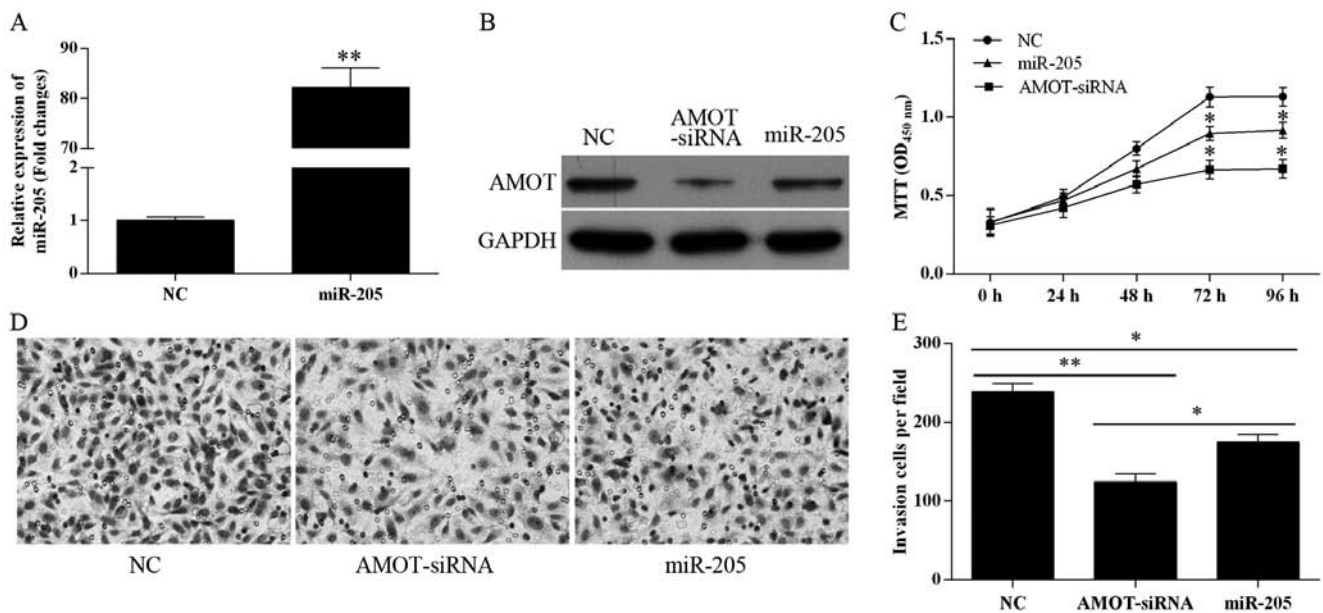 A
Relative expression of
miR-205 (Fold changes)
90
80
70
2
1
0
**
NC
miR-205
B
NC
AMOT
-siRNA
miR-205
AMOT
GAPDH
C
MTT (OD450 nm)
1.5
1.0
0.5
0.0
NC
miR-205
AMOT-siRNA
*
*
*
*
0 h
24 h
48 h
72 h
96 h
D
NC
AMOT-siRNA
miR-205
E
Invasion cells per field
300
200
100
0
*
**
*
NC
AMOT-siRNA
miR-205